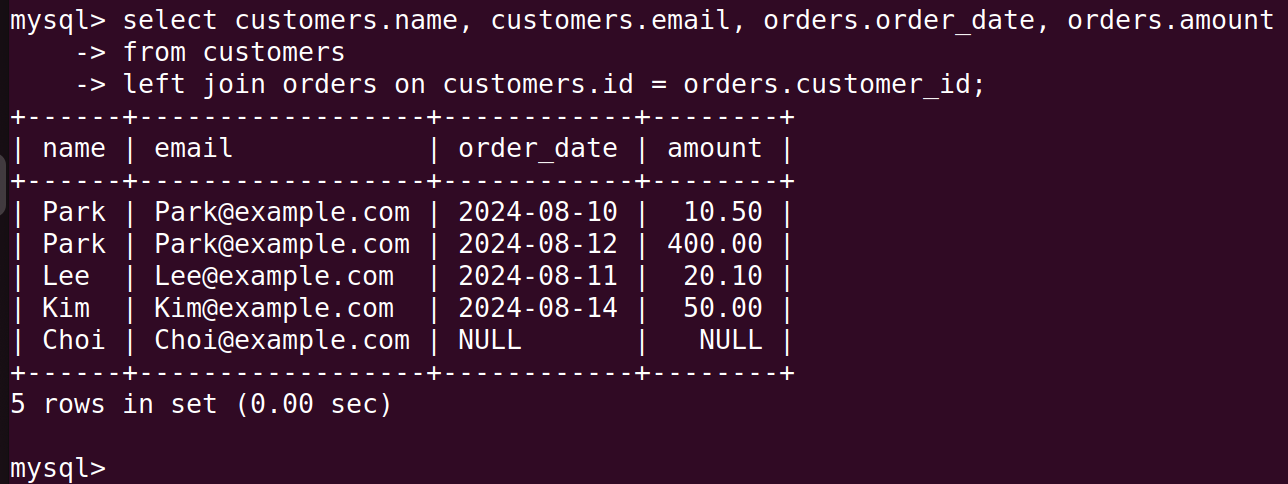 mysql> select customers.name, customers.email, orders.order_date, orders.amount
    -> from customers
    -> left join orders on customers.id = orders.customer_id;
+------+------------------+------------+--------+
| name | email            | order_date | amount |
+------+------------------+------------+--------+
| Park | Park@example.com | 2024-08-10 |  10.50 |
| Park | Park@example.com | 2024-08-12 | 400.00 |
| Lee  | Lee@example.com  | 2024-08-11 |  20.10 |
| Kim  | Kim@example.com  | 2024-08-14 |  50.00 |
| Choi | Choi@example.com | NULL       |   NULL |
+------+------------------+------------+--------+
5 rows in set (0.00 sec)

mysql>